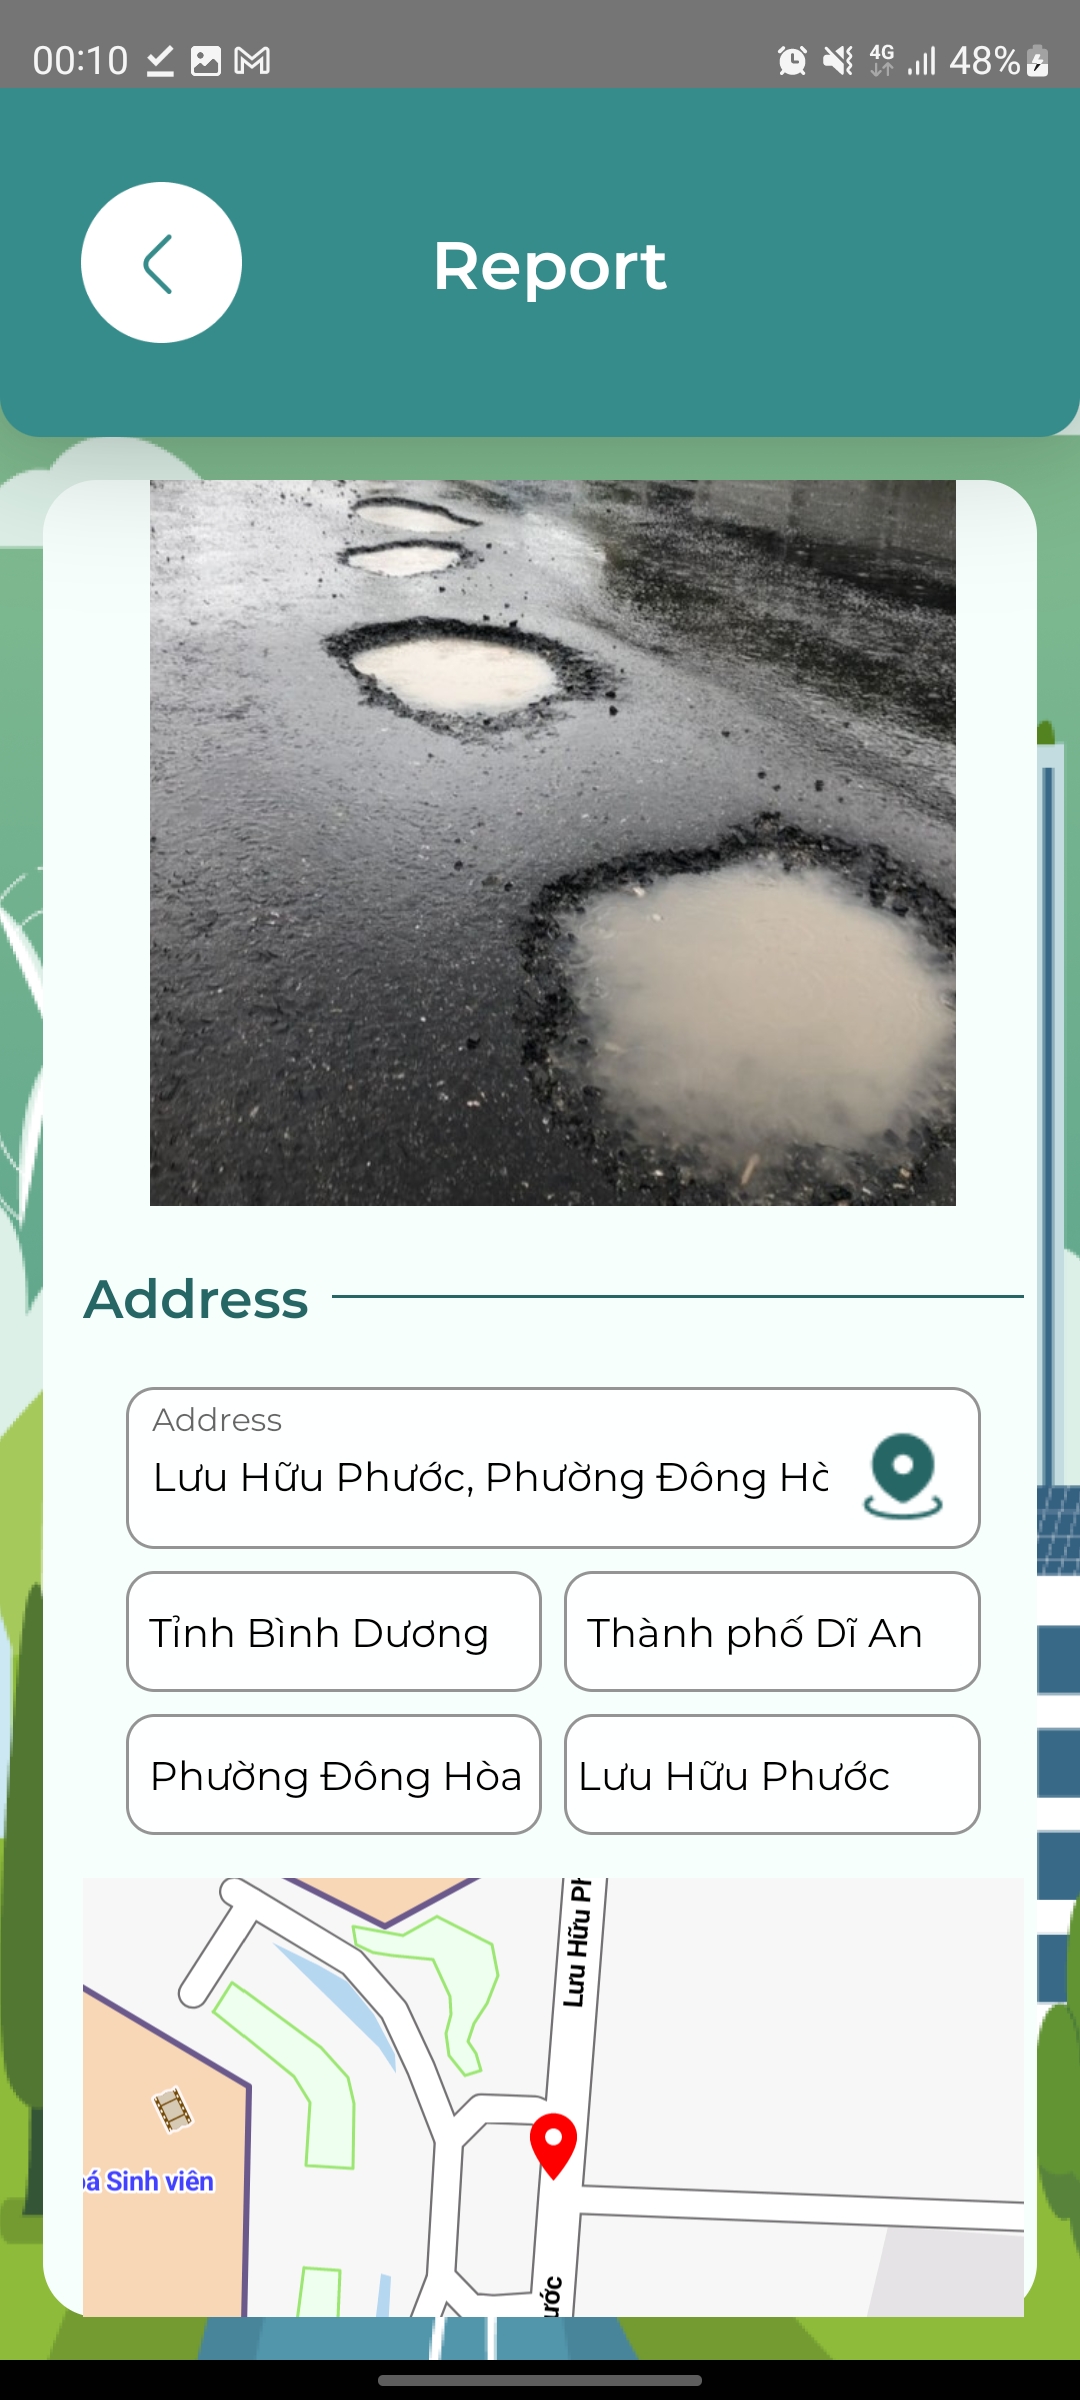 00:10
4G
48%
Report
Address
Address
Lưu Hữu Phước, Phường Đông Hò
Tỉnh Bình Dương
Thành phố Dĩ An
Phường Đông Hòa
Lưu Hữu Phước
Lưu Hữu Ph
á Sinh viên
ước